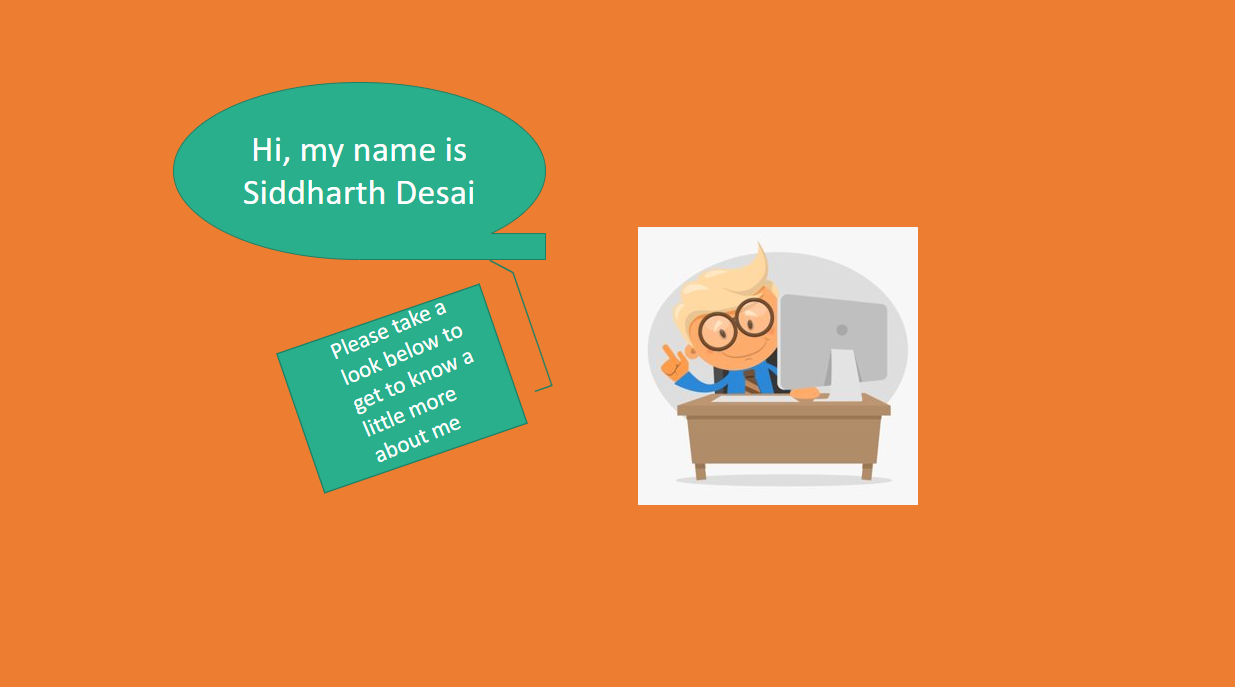 Hi, my name is
Siddharth Desai
Please take a
look below to
get to know a
little more
about me